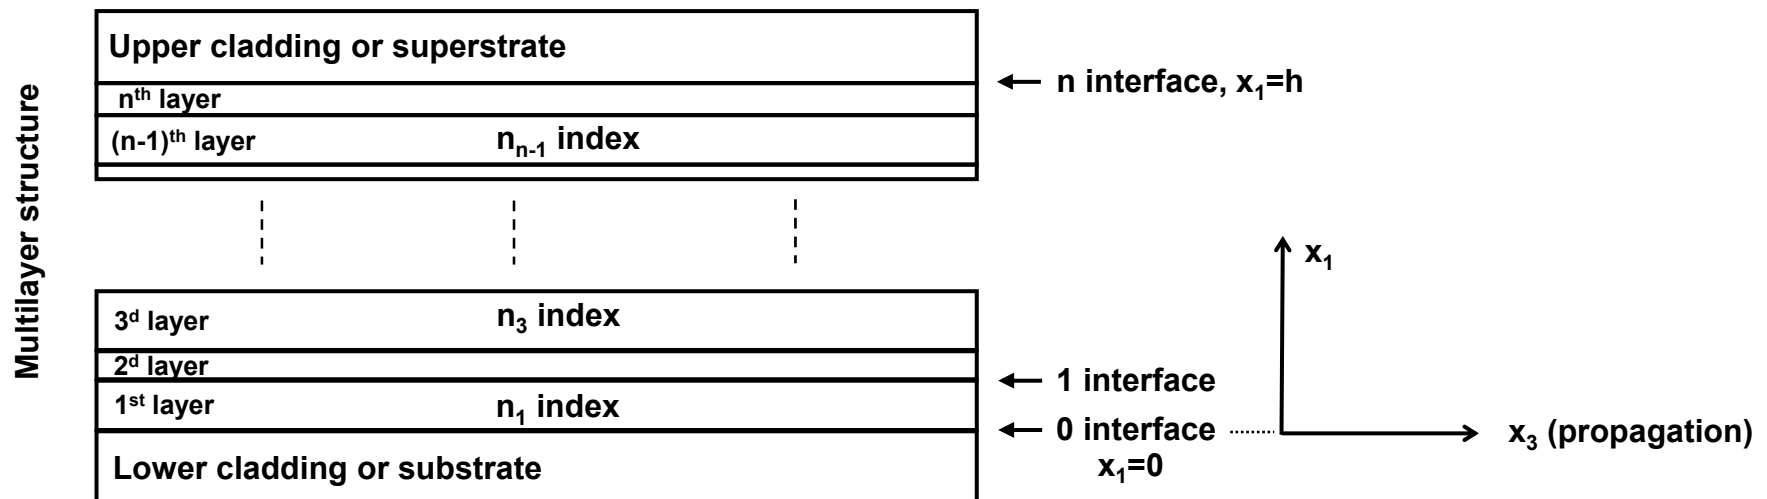 Multilayer structure
Upper cladding or superstrate
nth layer
(n-1)th layer
nn-1 index
n interface, x1=h
3d layer
n3 index
2d layer
1st layer
n1 index
1 interface
0 interface
x1=0
Lower cladding or substrate
x1
x3 (propagation)